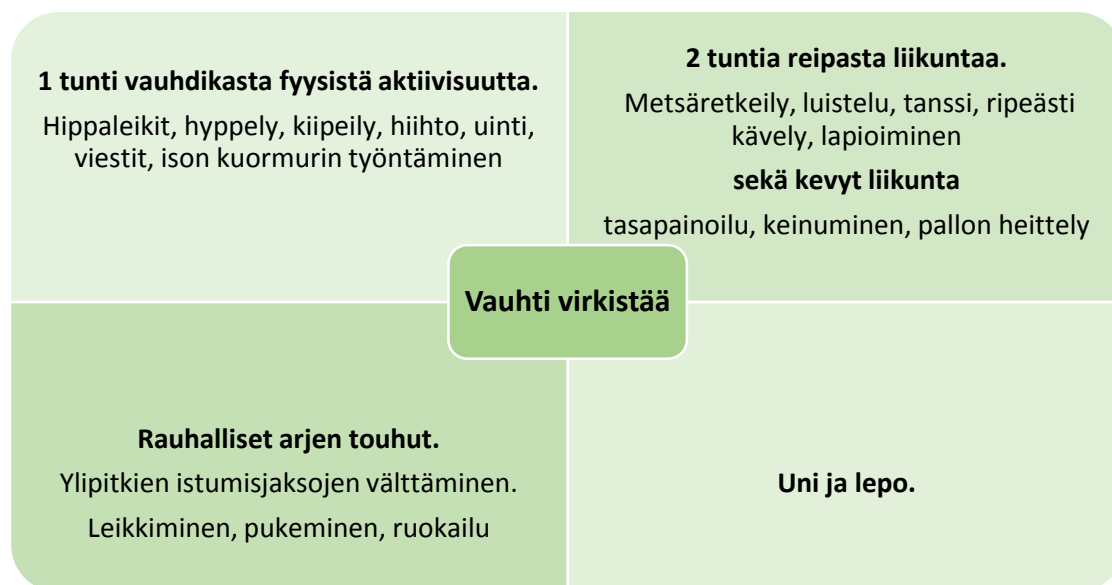 1 tunti vauhdikasta fyysistä aktiivisuutta.
Hippaleikit, hyppely, kiipeily, hiihto, uinti,
viestit, ison kuormurin työntäminen
2 tuntia reipasta liikuntaa.
Metsäretkeily, luistelu, tanssi, ripeästi
kävely, lapioiminen
sekä kevyt liikunta
tasapainoilu, keinuminen, pallon heittely
Vauhti virkistää
Rauhalliset arjen touhut.
Ylipitkien istumisjaksojen välttäminen.
Leikkiminen, pukeminen, ruokailu
Uni ja lepo.